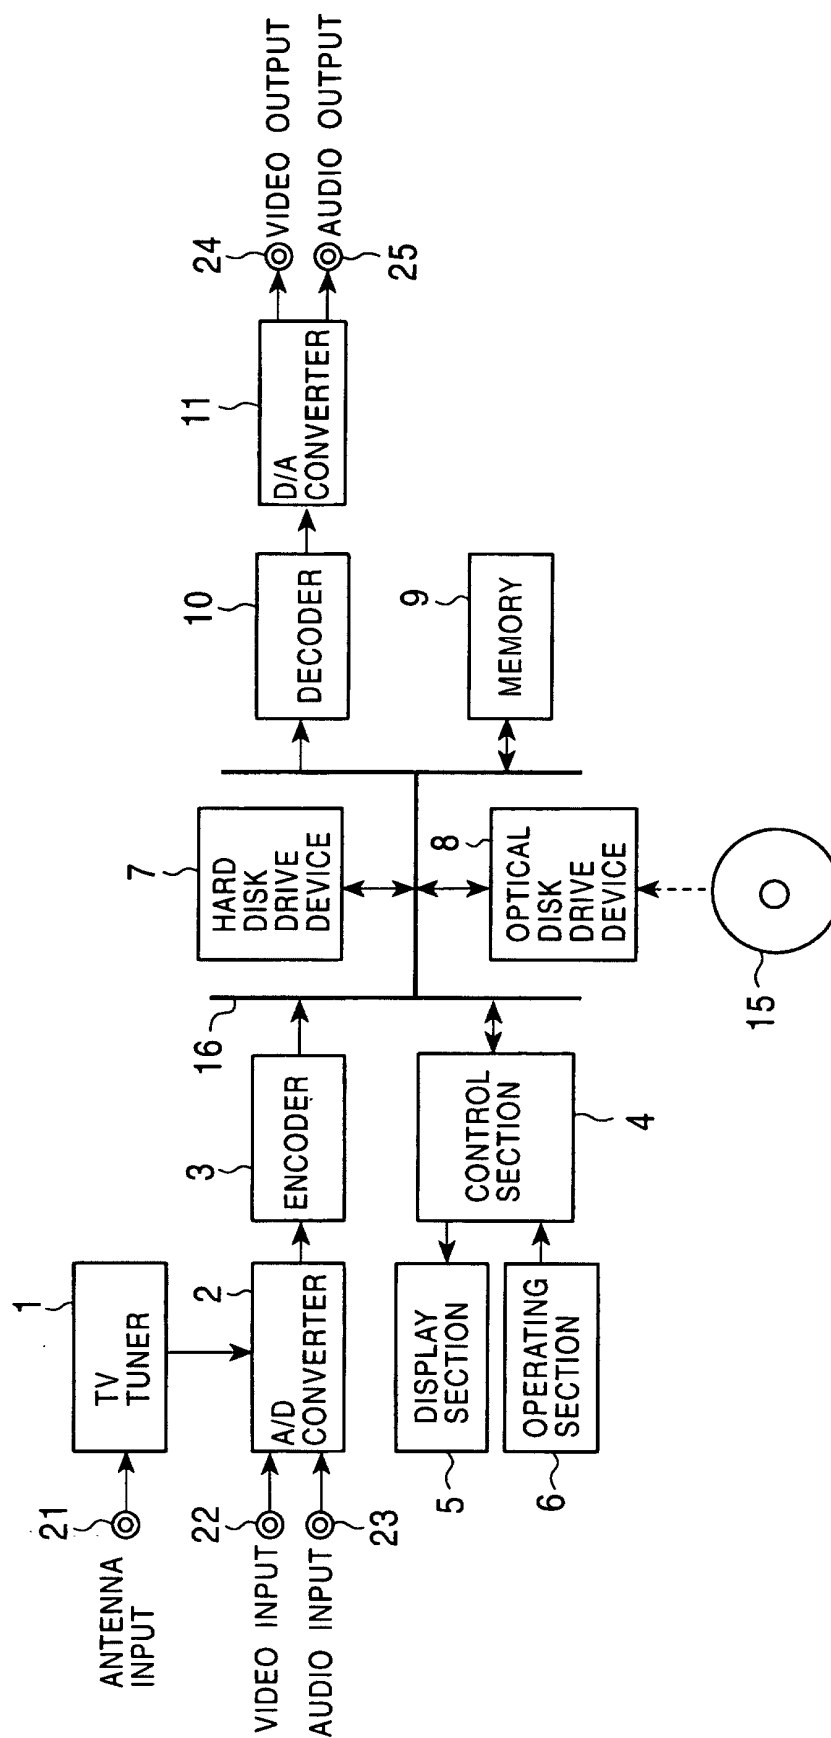 ANTENNA
INPUT
21
1
TV
TUNER
VIDEO INPUT
22
AUDIO INPUT
23
2
A/D
CONVERTER
3
ENCODER
16
5
DISPLAY
SECTION
6
OPERATING
SECTION
CONTROL
SECTION
4
7
HARD
DISK
DRIVE
DEVICE
8
OPTICAL
DISK
DRIVE
DEVICE
15
10
DECODER
9
MEMORY
11
D/A
CONVERTER
24
VIDEO OUTPUT
AUDIO OUTPUT
25